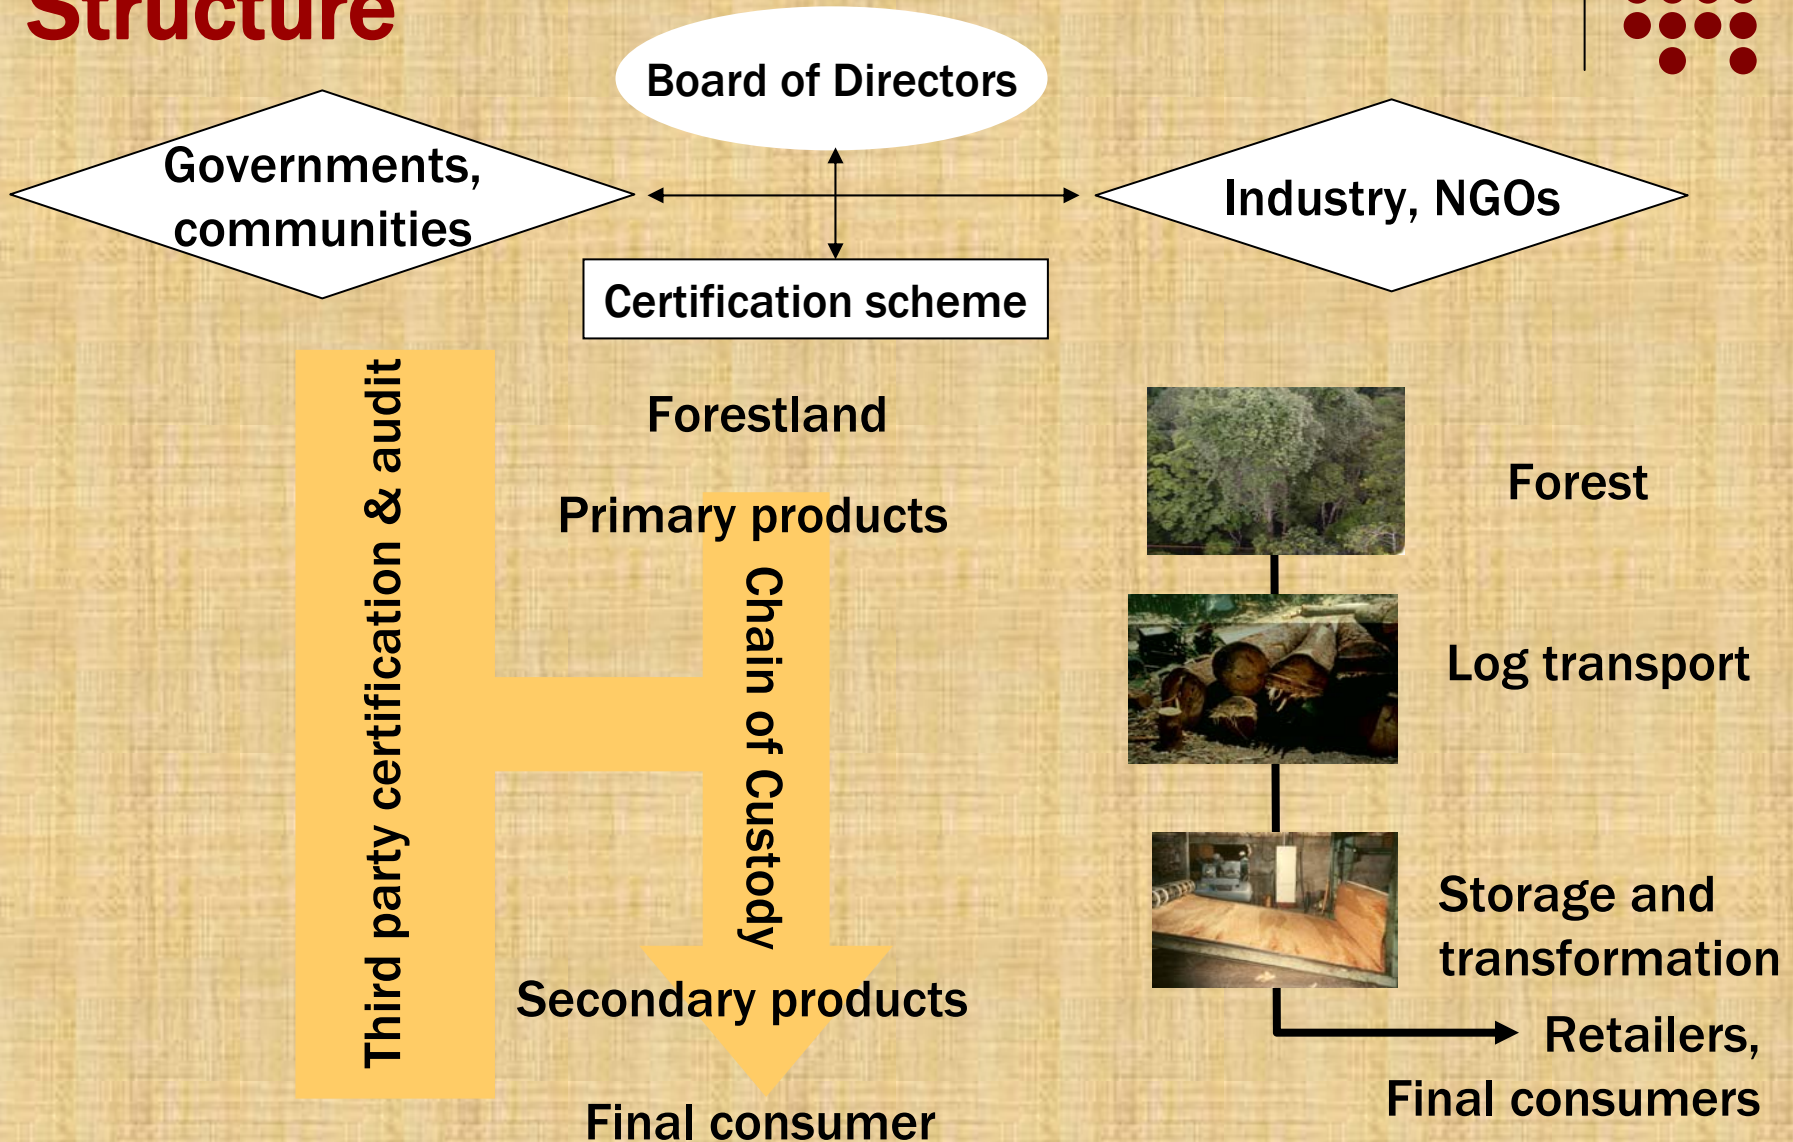 Structure
Board of Directors
Governments,
communities
Industry, NGOs
Certification scheme
Third party certification & audit
Forestland
Primary products
Chain of Custody
Secondary products
Final consumer
Forest
Log transport
Storage and
transformation
Retailers,
Final consumers